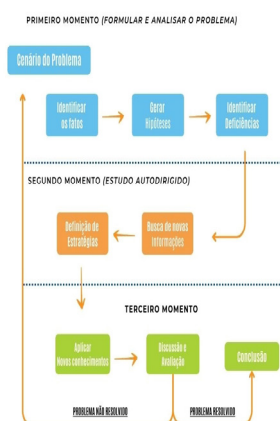 PRIMEIRO MOMENTO (FORMULAR E ANALISAR O PROBLEMA)
Cenário do Problema
Identificar
os fatos
Gerar
Hipóteses
Identificar
Deficiências
SEGUNDO MOMENTO (ESTUDO AUTODIRIGIDO)
Definição de
Estratégias
Busca de novas
Informações
TERCEIRO MOMENTO
Aplicar
Novos conhecimentos
Discussão e
Avaliação
Conclusão
PROBLEMA NÃO RESOLVIDO
PROBLEMA RESOLVIDO